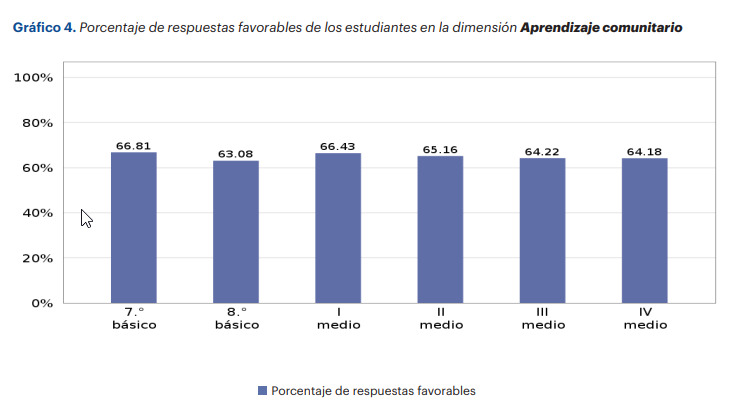 Gráfico 4. Porcentaje de respuestas favorables de los estudiantes en la dimensión Aprendizaje comunitario
100%
80%
60%
40%
20%
0%
66.81
63.08
66.43
65.16
64.22
64.18
7.° básico
8.° básico
I medio
II medio
III medio
IV medio
Porcentaje de respuestas favorables